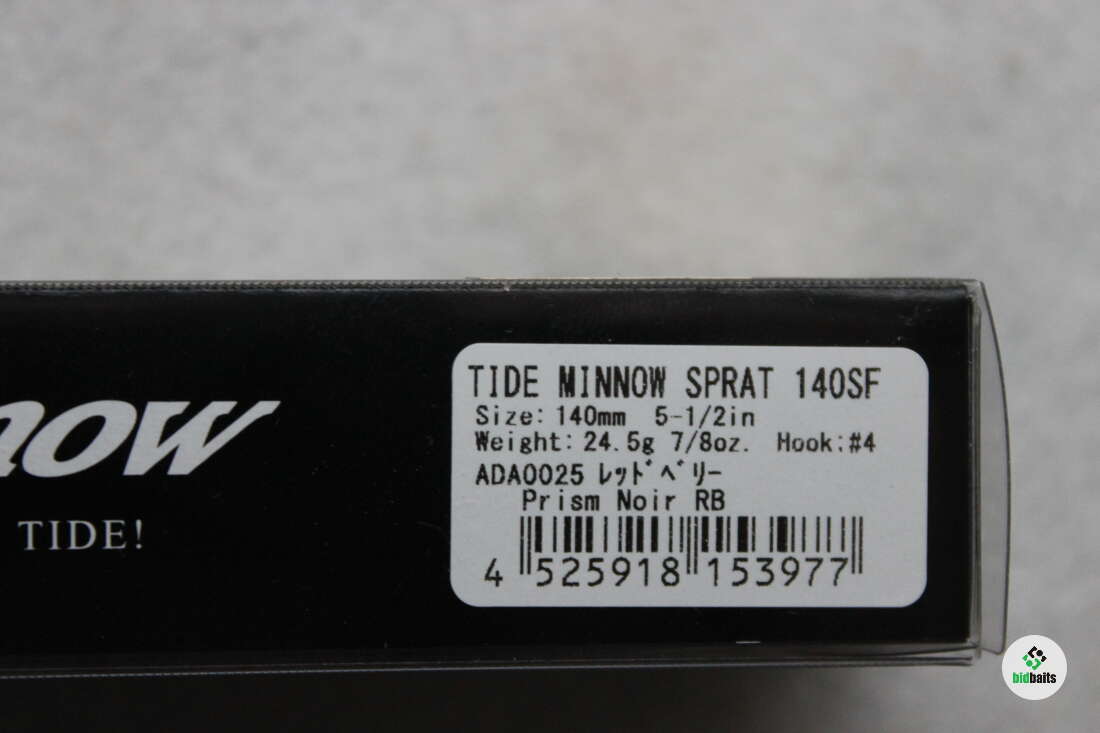 now
TIDE!
TIDE MINNOW SPRAT 140SF
Size: 140mm 5-1/2in
Weight: 24.5g 7/8oz. Hook:#4
ADA0025 レッドベリー
Prism Noir RB
4 525918 153977
bidbaits